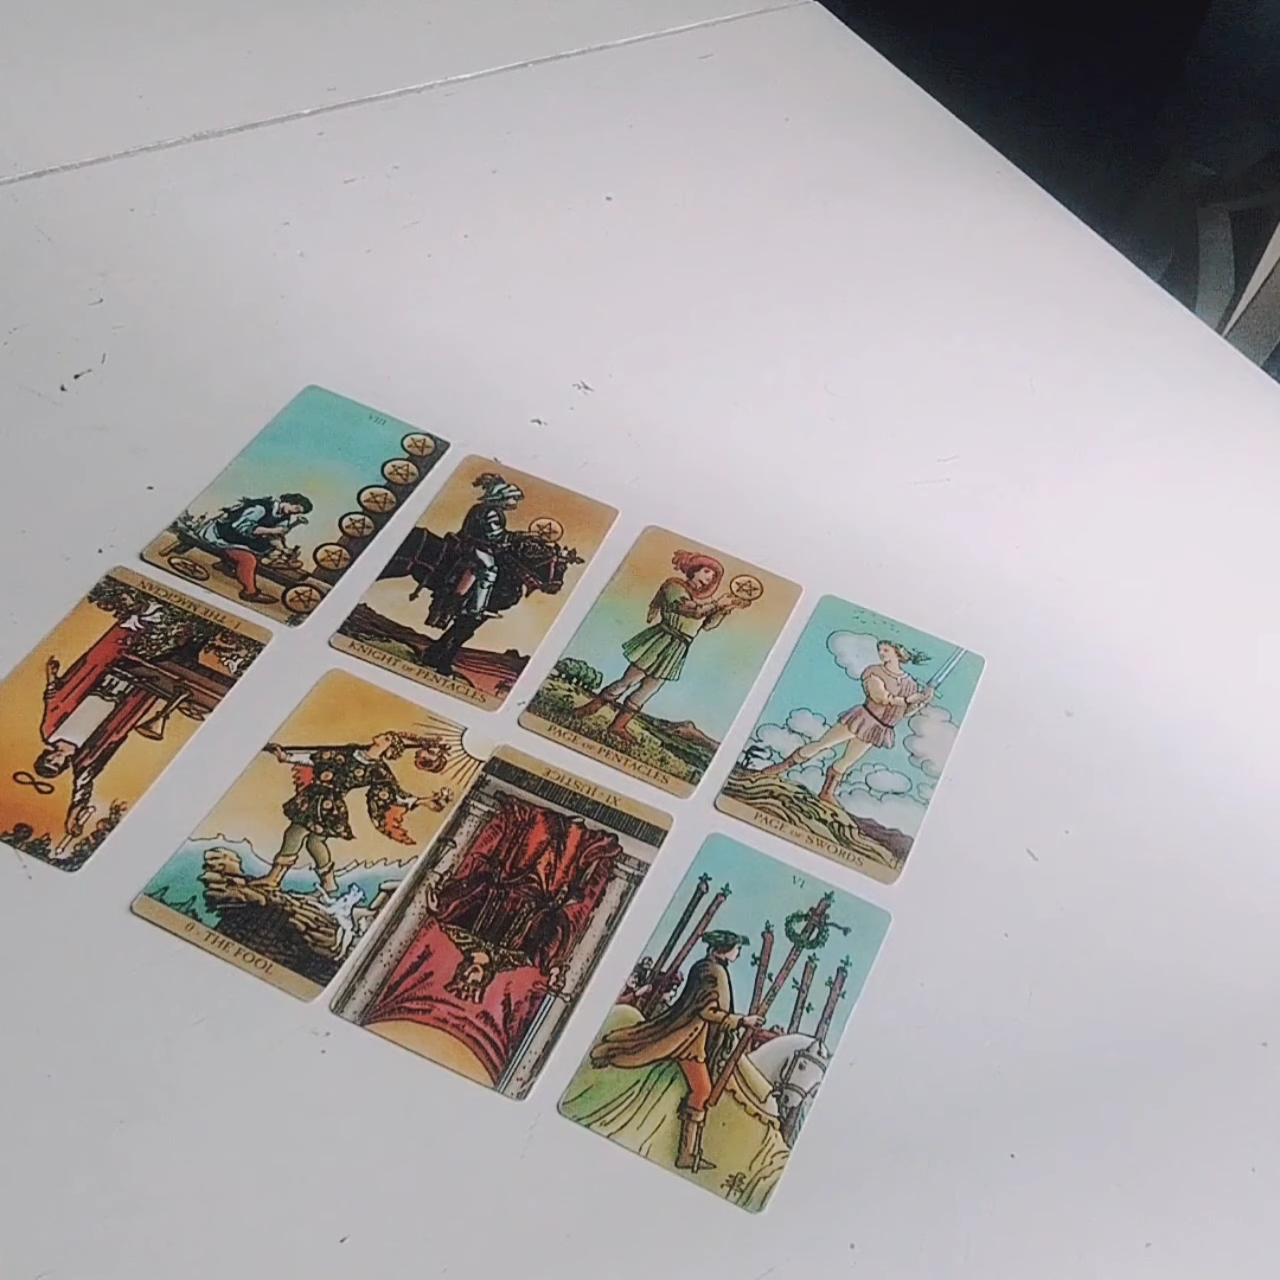 VIII
KNIGHT OF PENTACLES
PAGE OF PENTACLES
PAGE OF SWORDS
I · THE MAGICIAN
0 · THE FOOL
XI · JUSTICE
VI